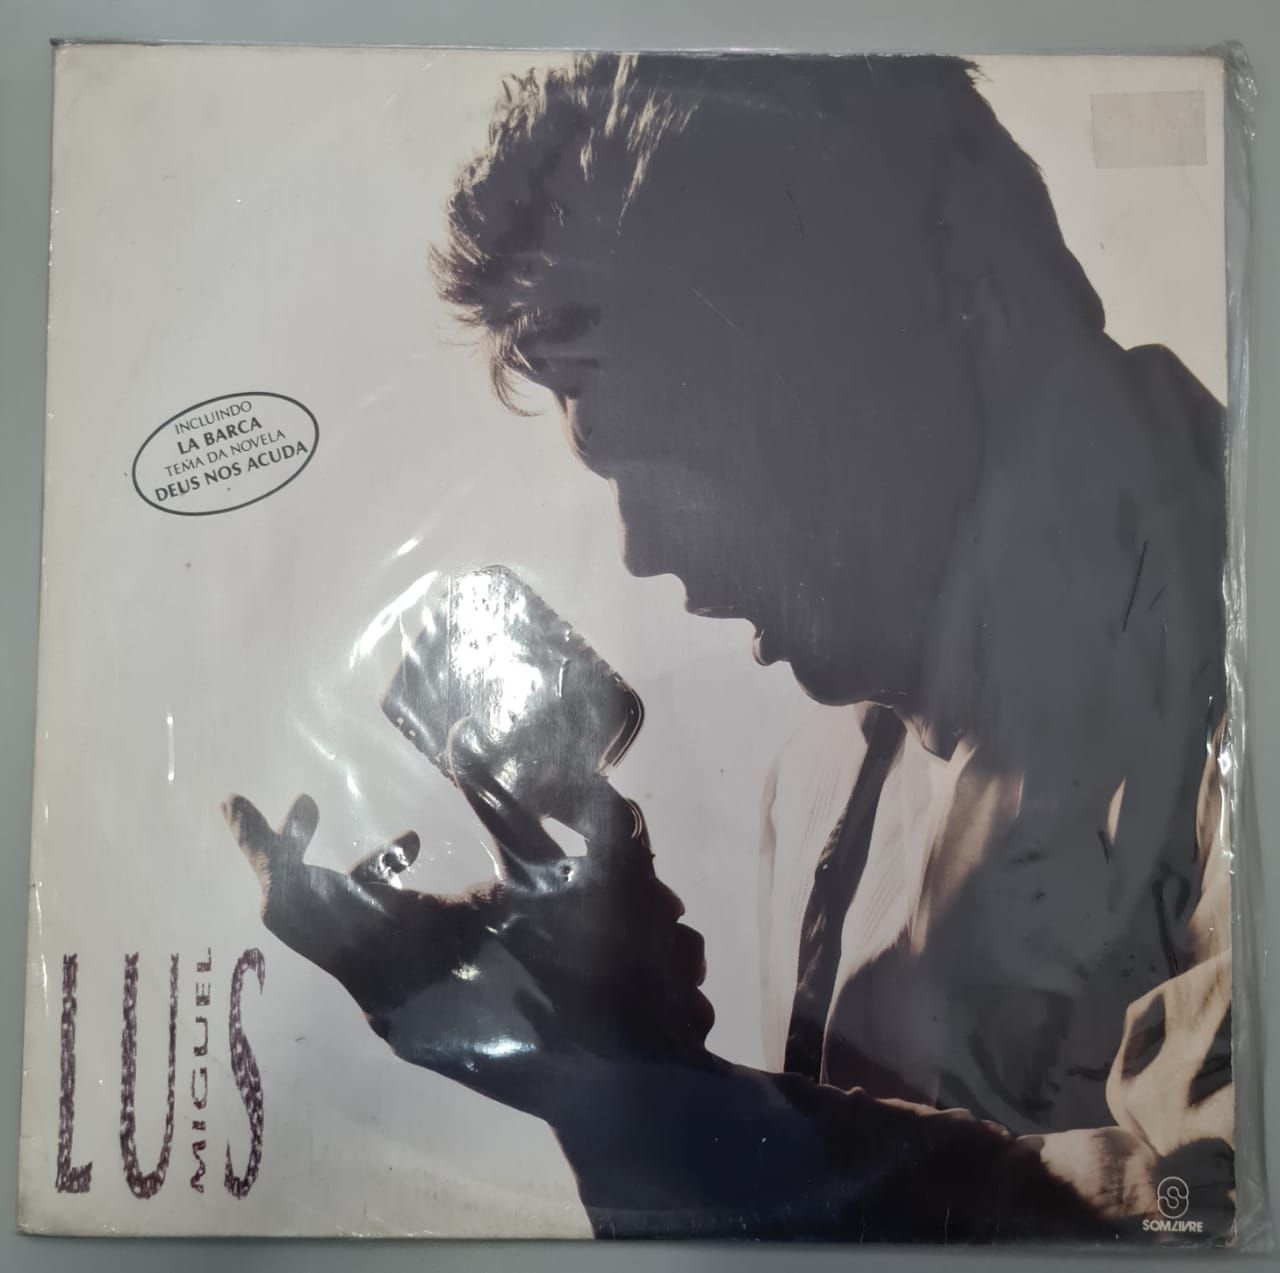 INCLUINDO
LA BARCA
TEMA DA NOVELA
DEUS NOS ACUDA
LUIS
MIGUEL
SOM LIVRE